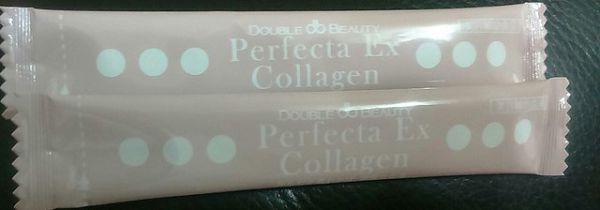 DOUBLE BEAUTY
Perfecta Ex
Collagen
DOUBLE BEAUTY
Perfecta Ex
Collagen